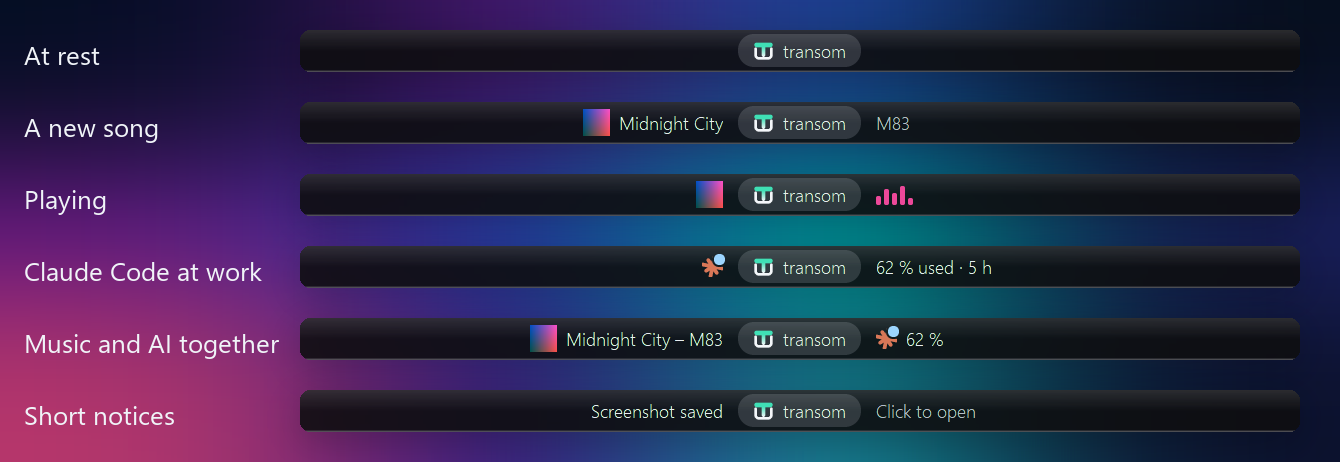 At rest transom
A new song Midnight City transom M83
Playing transom
Claude Code at work transom 62 % used · 5 h
Music and AI together Midnight City – M83 transom 62 %
Short notices Screenshot saved transom Click to open